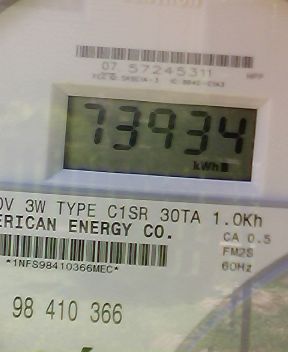 07 57245311
73934
kWh
0V 3W TYPE C1SR 30TA 1.0Kh
ERICAN ENERGY CO.
CA 0.5
FM2S
60Hz
*1NFS98410366MEC*
98 410 366